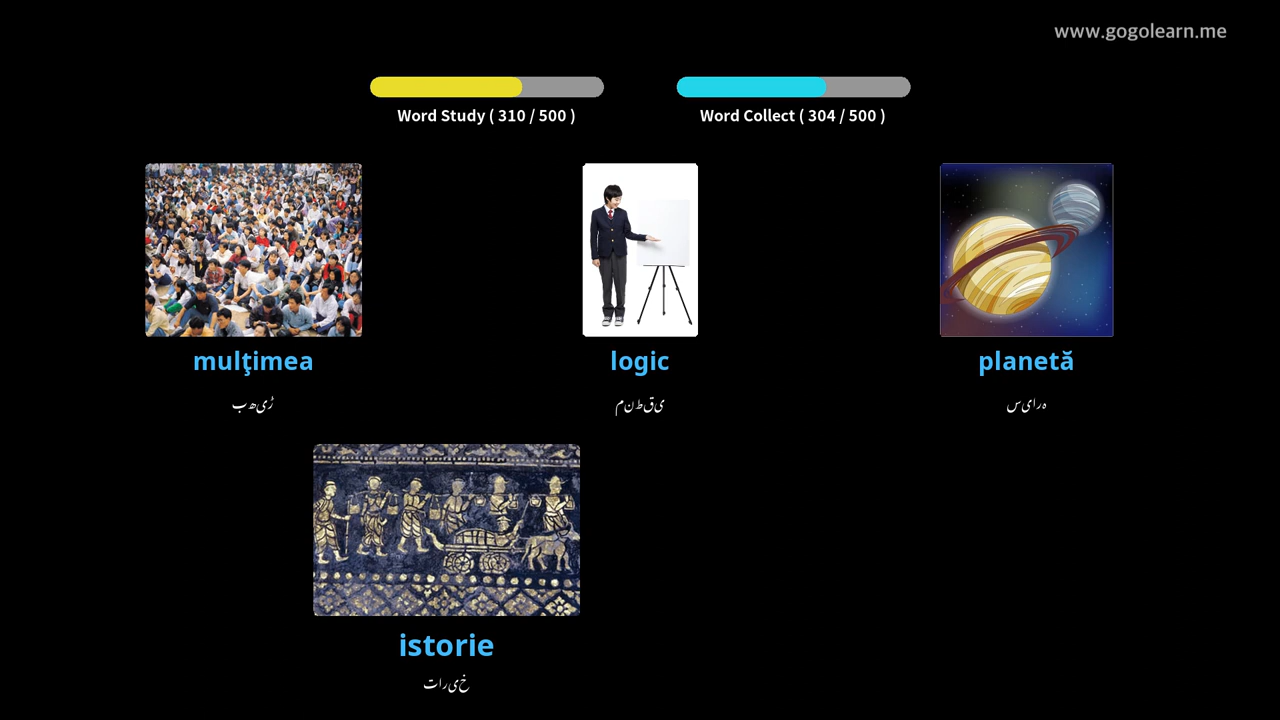 www.gogolearn.me
Word Study ( 310 / 500 )
Word Collect ( 304 / 500 )
mulţimea
logic
planetă
بھیڑ
منطقی
سیارہ
istorie
تاریخ